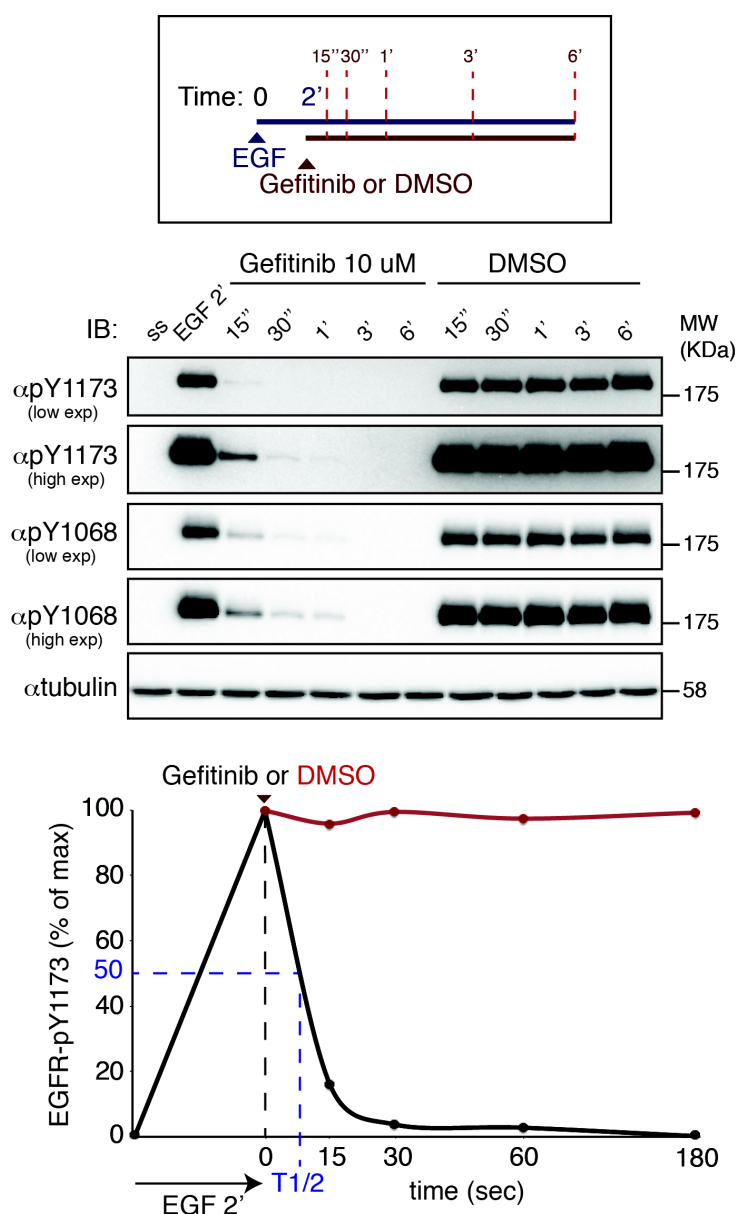 15’’ 30’’ 1’ 3’ 6’
Time: 0 2’
EGF
Gefitinib or DMSO
Gefitinib 10 uM DMSO
IB: ss EGF 2’ 15” 30” 1’ 3’ 6’ 15” 30” 1’ 3’ 6’ MW
(KDa)
αpY1173
(low exp)
175
αpY1173
(high exp)
175
αpY1068
(low exp)
175
αpY1068
(high exp)
175
αtubulin 58
Gefitinib or DMSO
EGFR-pY1173 (% of max)
100
80
60
50
40
20
0
0 15 30 60 180
T1/2
time (sec)
EGF 2’